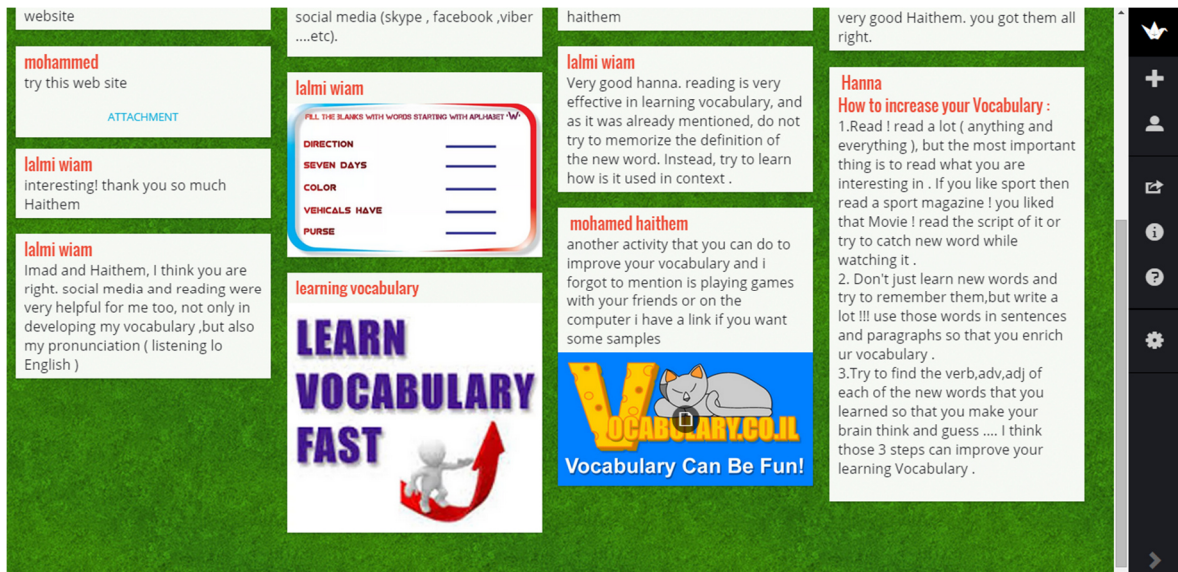 website
mohammed
try this web site
ATTACHMENT
lalmi wiam
interesting! thank you so much
Haithem
lalmi wiam
Imad and Haithem, I think you are
right. social media and reading were
very helpful for me too, not only in
developing my vocabulary ,but also
my pronunciation ( listening lo
English )
social media (skype , facebook ,viber
....etc).
lalmi wiam
FILL THE BLANKS WITH WORDS STARTING WITH APLHABET 'W'
DIRECTION
SEVEN DAYS
COLOR
VEHICALS HAVE
PURSE
learning vocabulary
LEARN
VOCABULARY
FAST
haithem
lalmi wiam
Very good hanna. reading is very
effective in learning vocabulary, and
as it was already mentioned, do not
try to memorize the definition of
the new word. Instead, try to learn
how is it used in context .
mohamed haithem
another activity that you can do to
improve your vocabulary and i
forgot to mention is playing games
with your friends or on the
computer i have a link if you want
some samples
VOCABULARY.CO.IL
Vocabulary Can Be Fun!
very good Haithem. you got them all
right.
Hanna
How to increase your Vocabulary :
1.Read ! read a lot ( anything and
everything ), but the most important
thing is to read what you are
interesting in . If you like sport then
read a sport magazine ! you liked
that Movie ! read the script of it or
try to catch new word while
watching it .
2. Don't just learn new words and
try to remember them,but write a
lot !!! use those words in sentences
and paragraphs so that you enrich
ur vocabulary .
3.Try to find the verb,adv,adj of
each of the new words that you
learned so that you make your
brain think and guess .... I think
those 3 steps can improve your
learning Vocabulary .